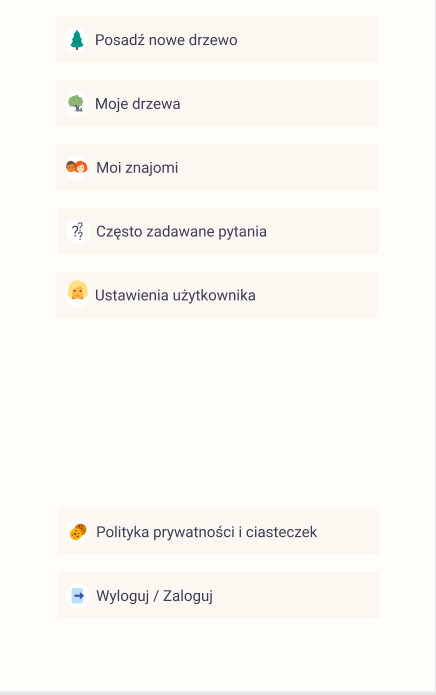 Posadź nowe drzewo
Moje drzewa
Moi znajomi
Często zadawane pytania
Ustawienia użytkownika
Polityka prywatności i ciasteczek
Wyloguj / Zaloguj